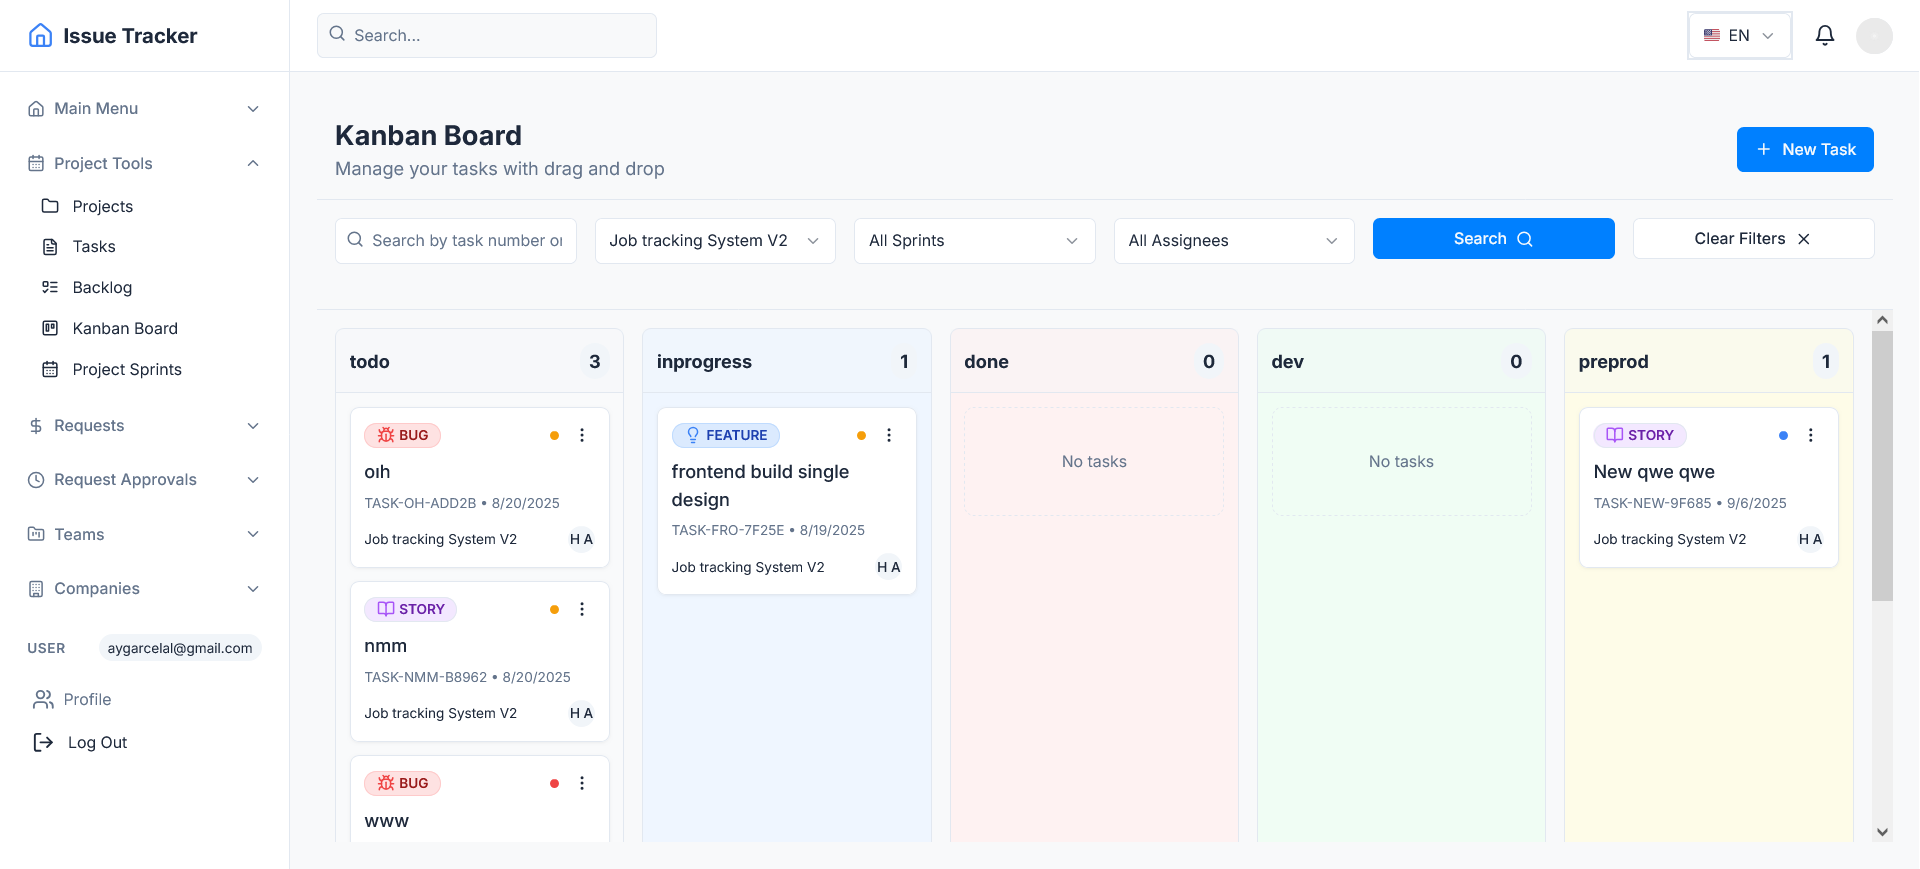 Issue Tracker
Search...
EN
Main Menu
Project Tools
Projects
Tasks
Backlog
Kanban Board
Project Sprints
Requests
Request Approvals
Teams
Companies
USER
aygarcelal@gmail.com
Profile
Log Out
Kanban Board
Manage your tasks with drag and drop
New Task
Search by task number or
Job tracking System V2
All Sprints
All Assignees
Search
Clear Filters
todo 3
BUG
oıh
TASK-OH-ADD2B • 8/20/2025
Job tracking System V2 H A
STORY
nmm
TASK-NMM-B8962 • 8/20/2025
Job tracking System V2 H A
BUG
www
inprogress 1
FEATURE
frontend build single
design
TASK-FRO-7F25E • 8/19/2025
Job tracking System V2 H A
done 0
No tasks
dev 0
No tasks
preprod 1
STORY
New qwe qwe
TASK-NEW-9F685 • 9/6/2025
Job tracking System V2 H A